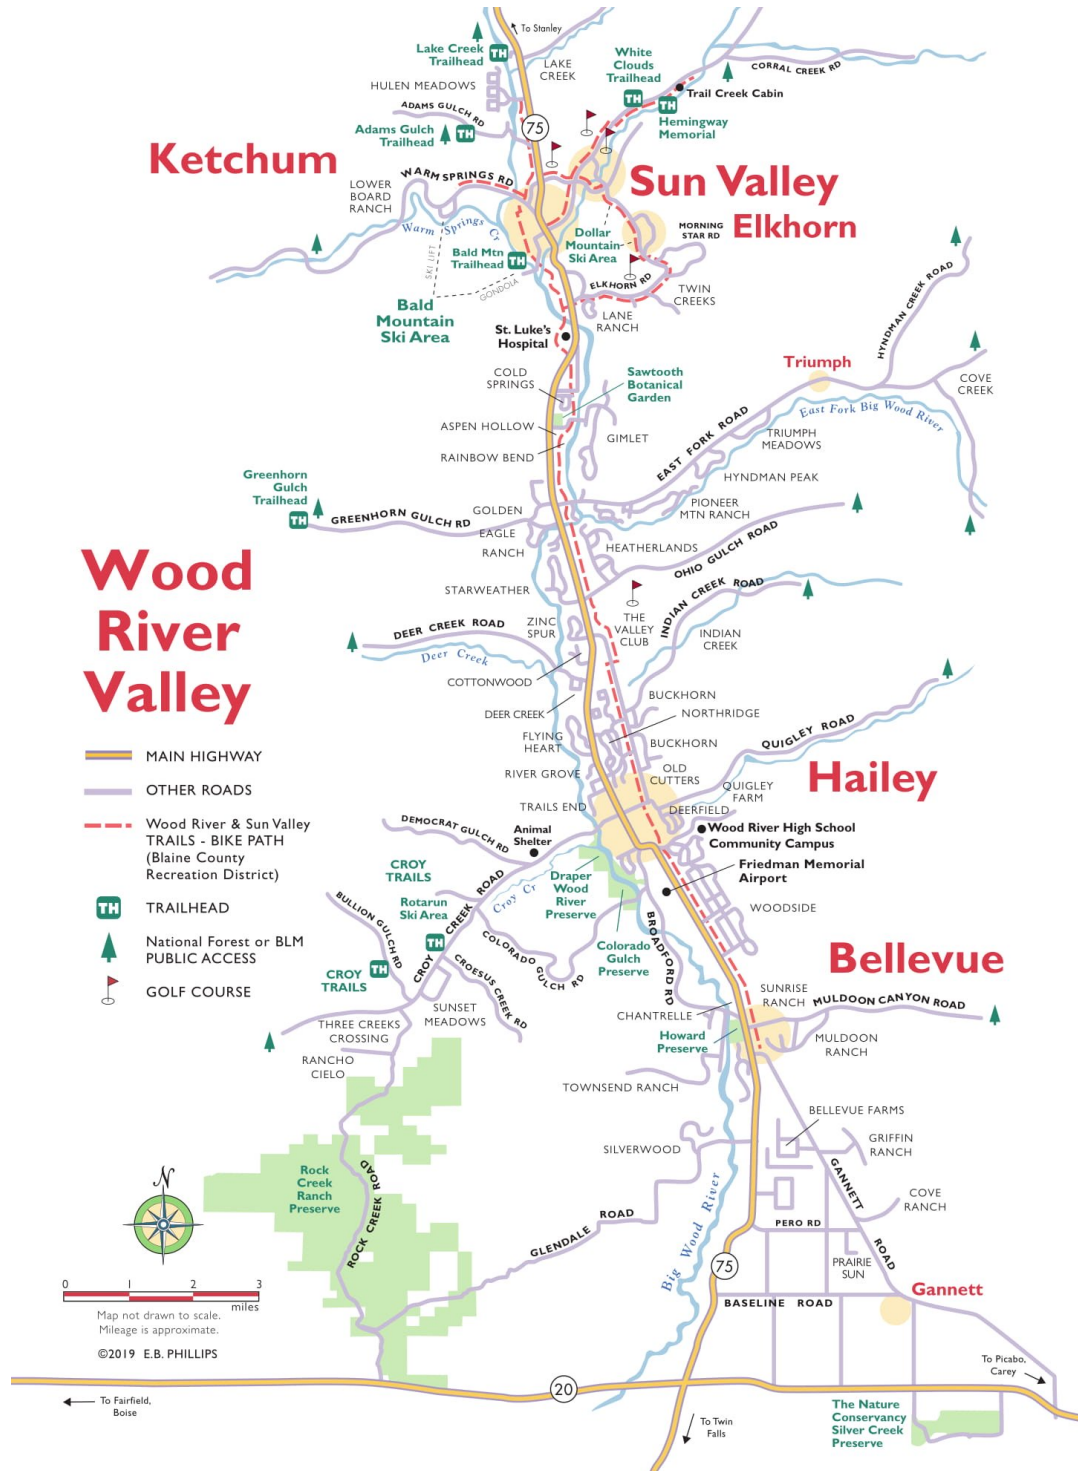 To Stanley
Lake Creek
Trailhead
TH
LAKE
CREEK
HULEN MEADOWS
White
Clouds
Trailhead
TH
CORRAL CREEK RD
Trail Creek Cabin
TH
Hemingway
Memorial
ADAMS GULCH RD
Adams Gulch
Trailhead
TH
75
Ketchum
WARM SPRINGS RD
LOWER
BOARD
RANCH
Warm Springs Cr
Sun Valley
Elkhorn
MORNING
STAR RD
Dollar
Mountain
Ski Area
Bald Mtn
Trailhead
TH
SKI LIFT
GONDOLA
ELKHORN RD
TWIN
CREEKS
LANE
RANCH
Bald
Mountain
Ski Area
St. Luke's
Hospital
HYNDMAN CREEK ROAD
Triumph
COVE
CREEK
COLD
SPRINGS
Sawtooth
Botanical
Garden
East Fork Big Wood River
ASPEN HOLLOW
GIMLET
EAST FORK ROAD
TRIUMPH
MEADOWS
RAINBOW BEND
HYNDMAN PEAK
Greenhorn
Gulch
Trailhead
TH
GREENHORN GULCH RD
GOLDEN
EAGLE
RANCH
PIONEER
MTN RANCH
HEATHERLANDS
OHIO GULCH ROAD
STARWEATHER
THE
VALLEY
CLUB
INDIAN CREEK ROAD
INDIAN
CREEK
DEER CREEK ROAD
Deer Creek
ZINC
SPUR
COTTONWOOD
DEER CREEK
BUCKHORN
NORTHRIDGE
FLYING
HEART
BUCKHORN
QUIGLEY ROAD
RIVER GROVE
OLD
CUTTERS
QUIGLEY
FARM
Hailey
TRAILS END
DEERFIELD
Wood
River
Valley
MAIN HIGHWAY
OTHER ROADS
Wood River & Sun Valley
TRAILS - BIKE PATH
(Blaine County
Recreation District)
TH
TRAILHEAD
National Forest or BLM
PUBLIC ACCESS
GOLF COURSE
DEMOCRAT GULCH RD
Animal
Shelter
Wood River High School
Community Campus
Friedman Memorial
Airport
CROY
TRAILS
Rotarun
Ski Area
TH
CROY CREEK ROAD
Croy Cr
Draper
Wood
River
Preserve
WOODSIDE
BULLION GULCH RD
CROY
TRAILS
TH
COLORADO GULCH RD
CROESUS CREEK RD
Colorado
Gulch
Preserve
BROADFORD RD
Bellevue
SUNRISE
RANCH
MULDOON CANYON ROAD
SUNSET
MEADOWS
THREE CREEKS
CROSSING
RANCHO
CIELO
CHANTRELLE
Howard
Preserve
MULDOON
RANCH
TOWNSEND RANCH
BELLEVUE FARMS
SILVERWOOD
GRIFFIN
RANCH
N
Rock
Creek
Ranch
Preserve
ROCK CREEK ROAD
GLENDALE ROAD
Big Wood River
GANNETT ROAD
COVE
RANCH
PERO RD
PRAIRIE
SUN
75
Gannett
BASELINE ROAD
0 1 2 3
miles
Map not drawn to scale.
Mileage is approximate.
©2019 E.B. PHILLIPS
To Picabo,
Carey
20
To Fairfield,
Boise
To Twin
Falls
The Nature
Conservancy
Silver Creek
Preserve